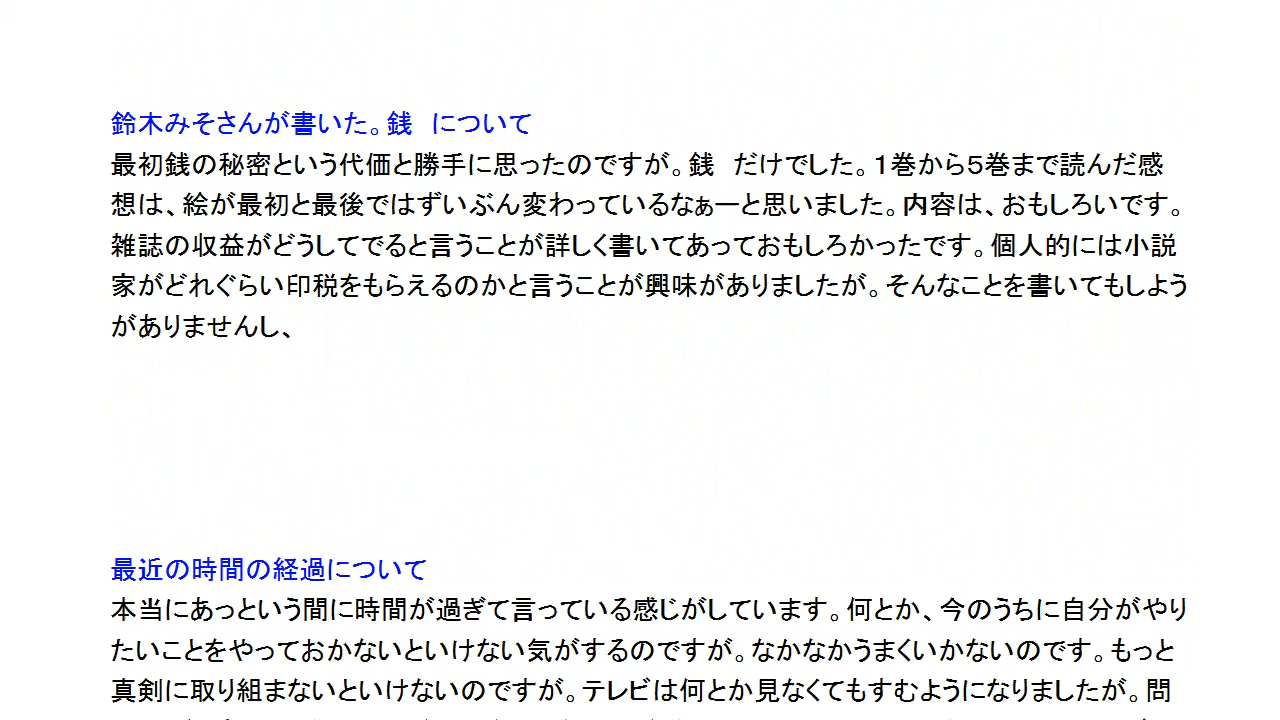 鈴木みそさんが書いた。銭　について
最初銭の秘密という代価と勝手に思ったのですが。銭　だけでした。１巻から５巻まで読んだ感
想は、絵が最初と最後ではずいぶん変わっているなぁーと思いました。内容は、おもしろいです。
雑誌の収益がどうしてでると言うことが詳しく書いてあっておもしろかったです。個人的には小説
家がどれぐらい印税をもらえるのかと言うことが興味がありましたが。そんなことを書いてもしよう
がありませんし、
最近の時間の経過について
本当にあっという間に時間が過ぎて言っている感じがしています。何とか、今のうちに自分がやり
たいことをやっておかないといけない気がするのですが。なかなかうまくいかないのです。もっと
真剣に取り組まないといけないのですが。テレビは何とか見なくてもすむようになりましたが。問